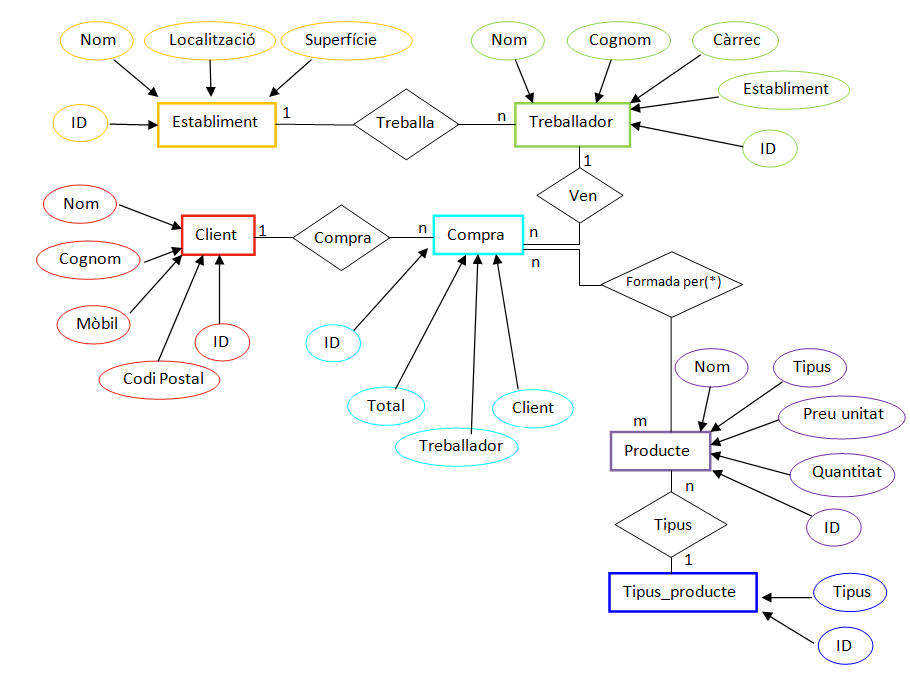 Nom
Localització
Superfície
Nom
Cognom
Càrrec
Establiment
ID
Establiment
1
Treballa
n
Treballador
ID
1
Ven
Nom
Client
1
Compra
n
Compra
n
n
Cognom
Formada per(*)
Mòbil
ID
ID
Codi Postal
Total
Client
Treballador
Nom
Tipus
Preu unitat
m
Producte
Quantitat
n
ID
Tipus
1
Tipus_producte
Tipus
ID